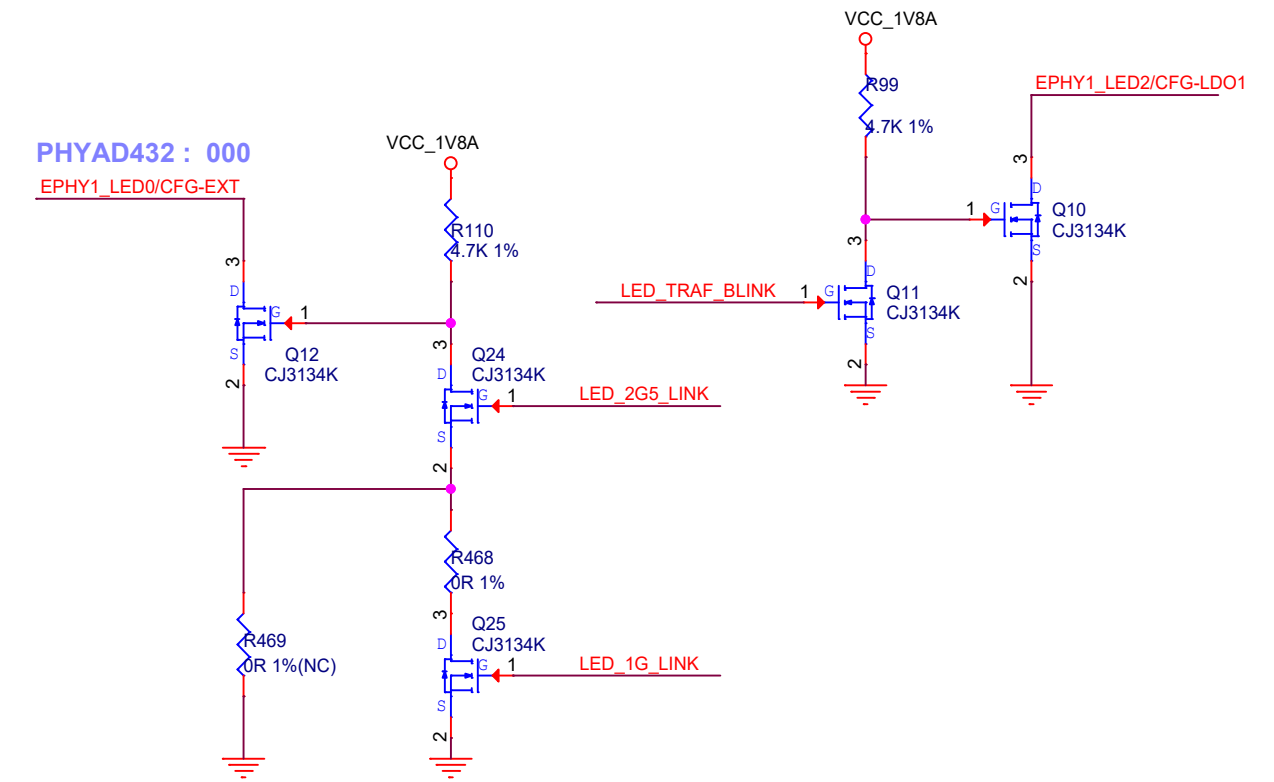 VCC_1V8A
R99
4.7K 1%
EPHY1_LED2/CFG-LDO1
3
D
1
G
Q10
CJ3134K
S
2
3
D
LED_TRAF_BLINK
1
G
Q11
CJ3134K
S
2
PHYAD432 : 000
EPHY1_LED0/CFG-EXT
VCC_1V8A
R110
4.7K 1%
3
D
G
1
S
Q12
CJ3134K
2
3
Q24
CJ3134K
D
G
1
LED_2G5_LINK
S
2
R468
0R 1%
R469
0R 1%(NC)
3
Q25
CJ3134K
D
G
1
LED_1G_LINK
S
2